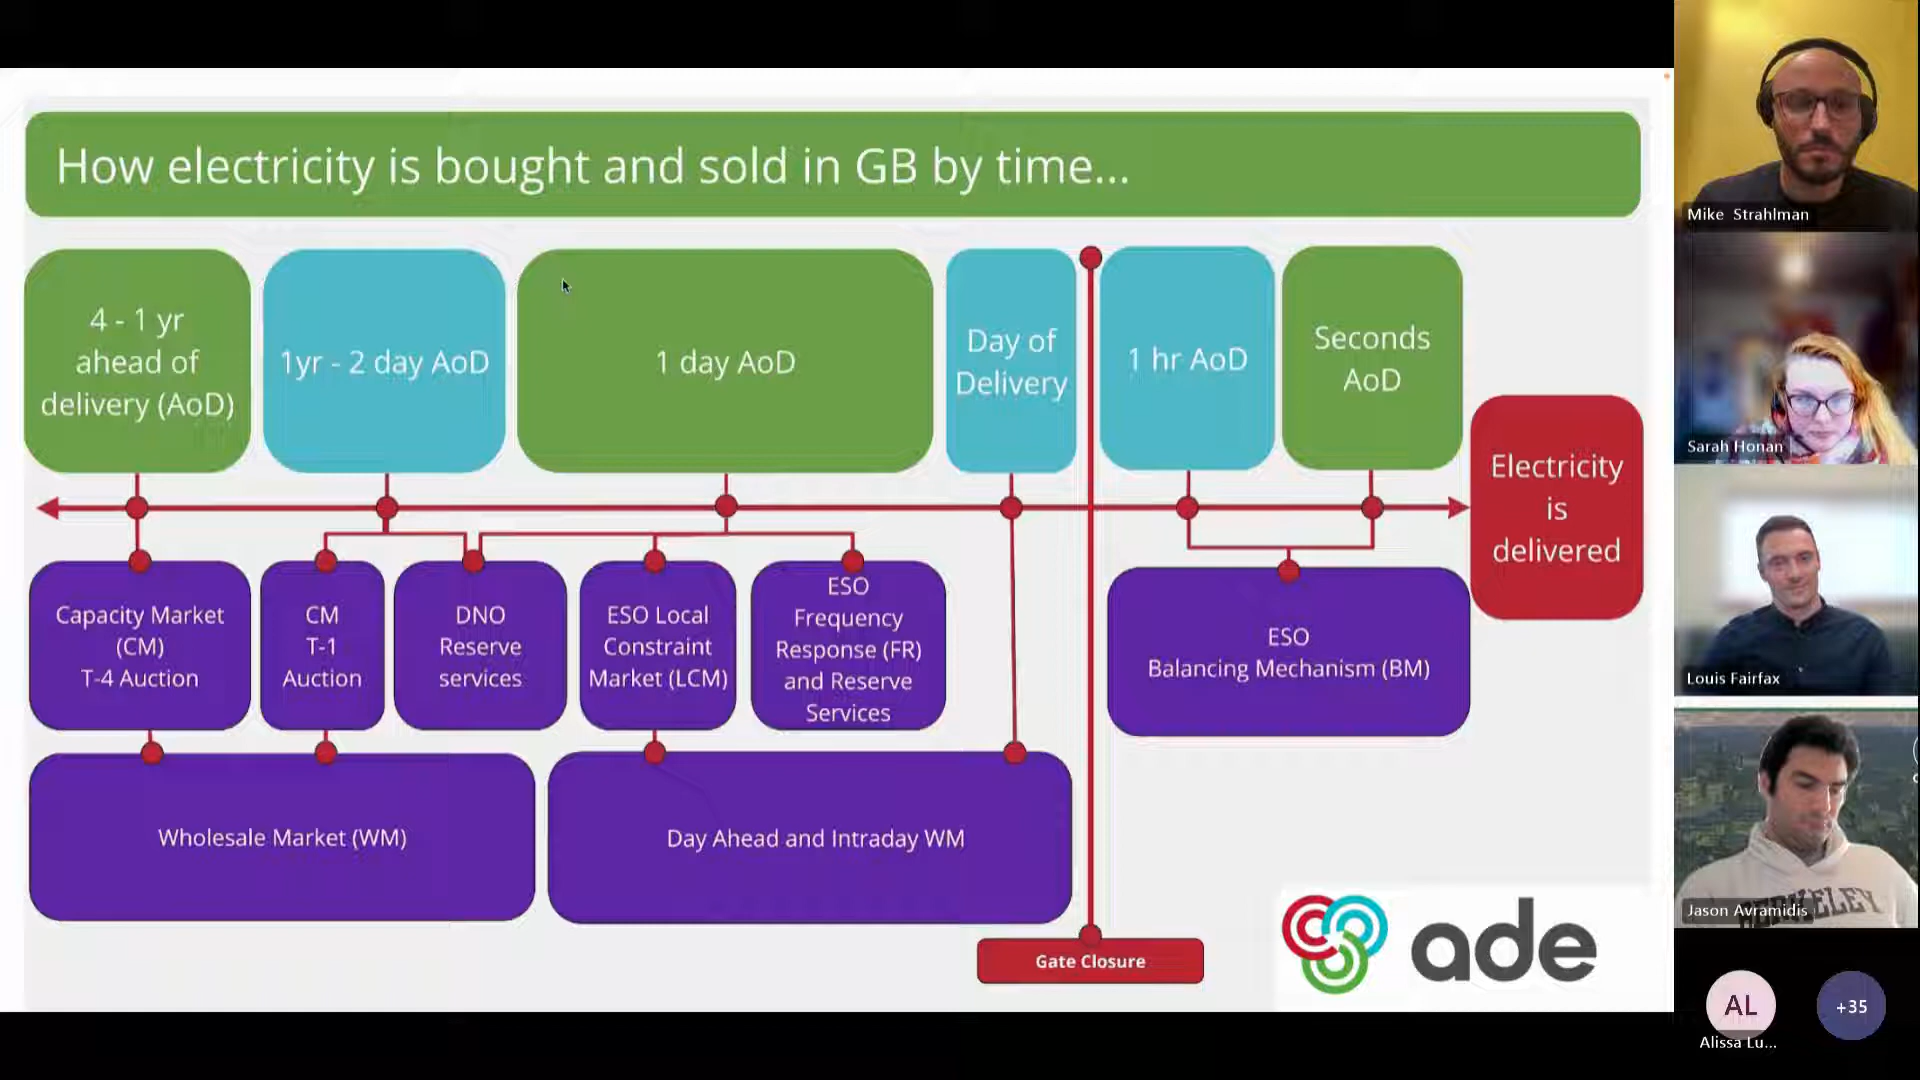 How electricity is bought and sold in GB by time...
4 - 1 yr
ahead of
delivery (AoD)
1yr - 2 day AoD
1 day AoD
Day of
Delivery
1 hr AoD
Seconds
AoD
Electricity
is
delivered
Capacity Market
(CM)
T-4 Auction
CM
T-1
Auction
DNO
Reserve
services
ESO Local
Constraint
Market (LCM)
ESO
Frequency
Response (FR)
and Reserve
Services
ESO
Balancing Mechanism (BM)
Wholesale Market (WM)
Day Ahead and Intraday WM
Gate Closure
ade
Mike Strahlman
Sarah Honan
Louis Fairfax
BERKELEY
Jason Avramidis
AL
Alissa Lu...
+35